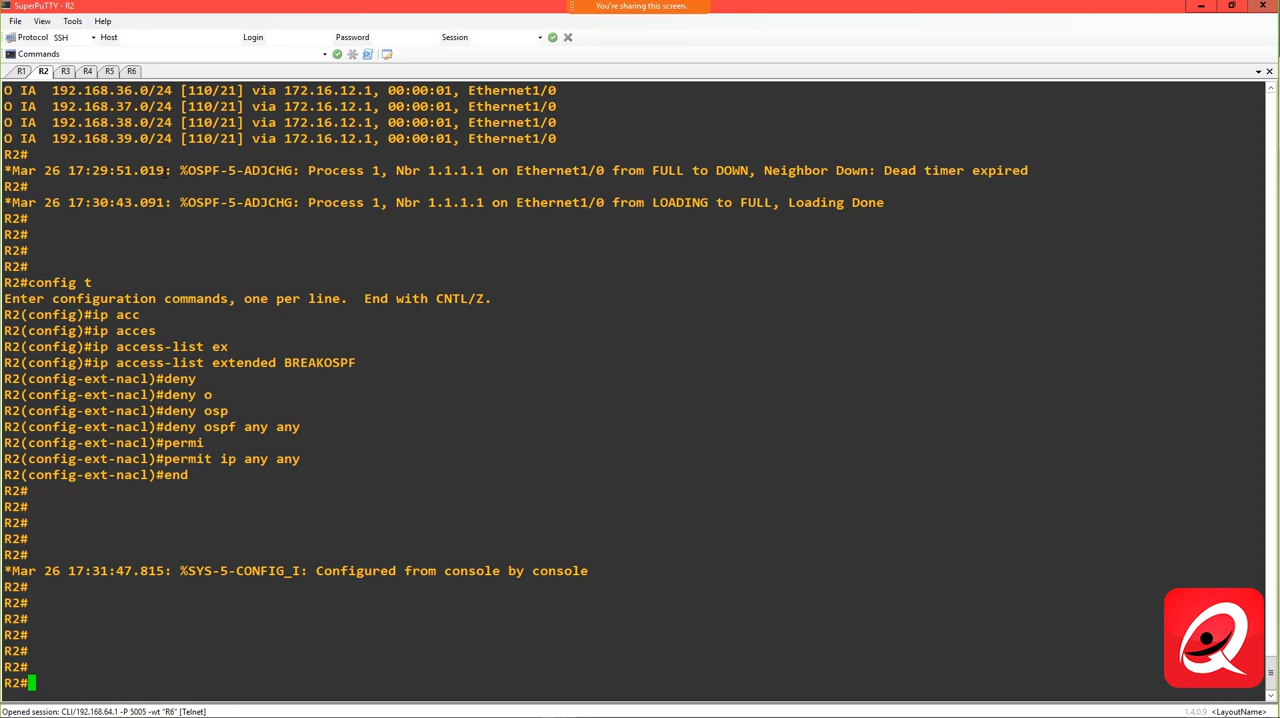 SuperPuTTY - R2
You're sharing this screen.
File View Tools Help
Protocol SSH Host Login Password Session
Commands
R1 R2 R3 R4 R5 R6
O IA  192.168.36.0/24 [110/21] via 172.16.12.1, 00:00:01, Ethernet1/0
O IA  192.168.37.0/24 [110/21] via 172.16.12.1, 00:00:01, Ethernet1/0
O IA  192.168.38.0/24 [110/21] via 172.16.12.1, 00:00:01, Ethernet1/0
O IA  192.168.39.0/24 [110/21] via 172.16.12.1, 00:00:01, Ethernet1/0
R2#
*Mar 26 17:29:51.019: %OSPF-5-ADJCHG: Process 1, Nbr 1.1.1.1 on Ethernet1/0 from FULL to DOWN, Neighbor Down: Dead timer expired
R2#
*Mar 26 17:30:43.091: %OSPF-5-ADJCHG: Process 1, Nbr 1.1.1.1 on Ethernet1/0 from LOADING to FULL, Loading Done
R2#
R2#
R2#
R2#
R2#config t
Enter configuration commands, one per line.  End with CNTL/Z.
R2(config)#ip acc
R2(config)#ip acces
R2(config)#ip access-list ex
R2(config)#ip access-list extended BREAKOSPF
R2(config-ext-nacl)#deny
R2(config-ext-nacl)#deny o
R2(config-ext-nacl)#deny osp
R2(config-ext-nacl)#deny ospf any any
R2(config-ext-nacl)#permi
R2(config-ext-nacl)#permit ip any any
R2(config-ext-nacl)#end
R2#
R2#
R2#
R2#
R2#
*Mar 26 17:31:47.815: %SYS-5-CONFIG_I: Configured from console by console
R2#
R2#
R2#
R2#
R2#
R2#
R2#
Opened session: CLI/192.168.64.1 -P 5005 -wt "R6" [Telnet]
1.4.0.9 <LayoutName>